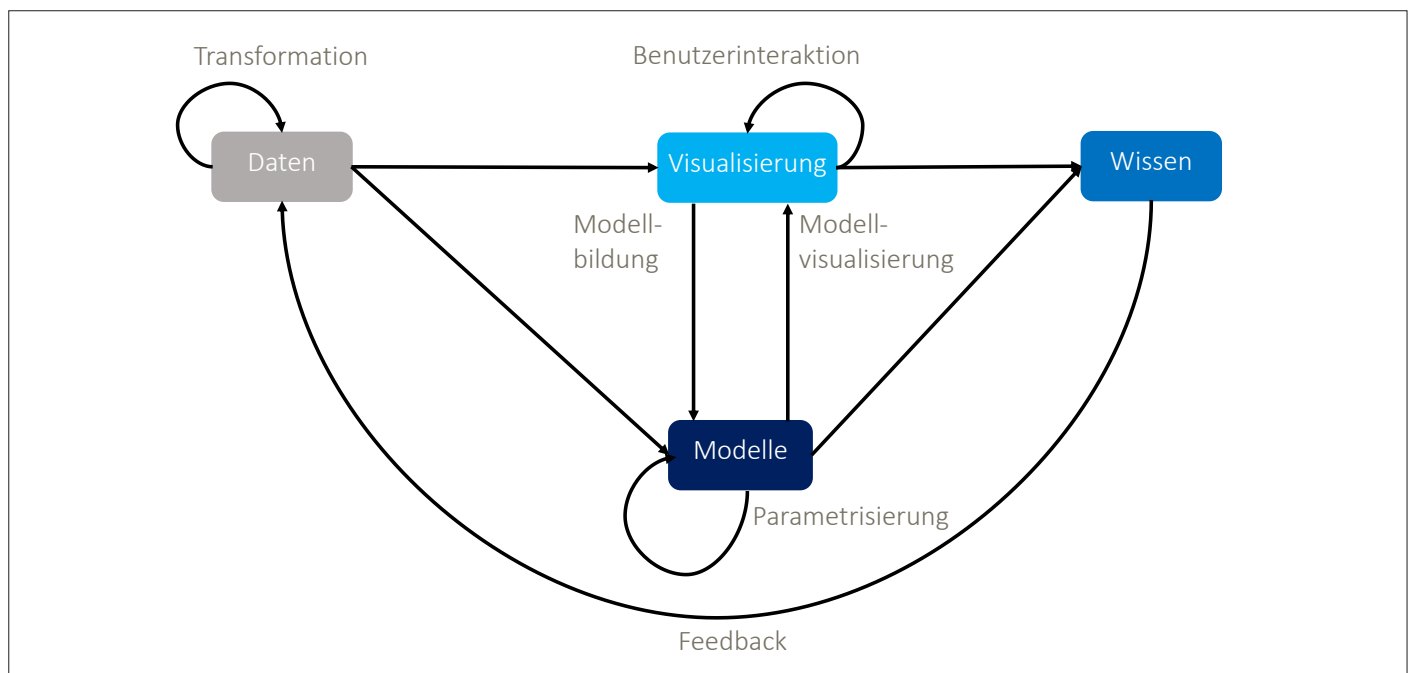 Transformation
Benutzerinteraktion
Daten
Visualisierung
Wissen
Modell-
bildung
Modell-
visualisierung
Modelle
Parametrisierung
Feedback